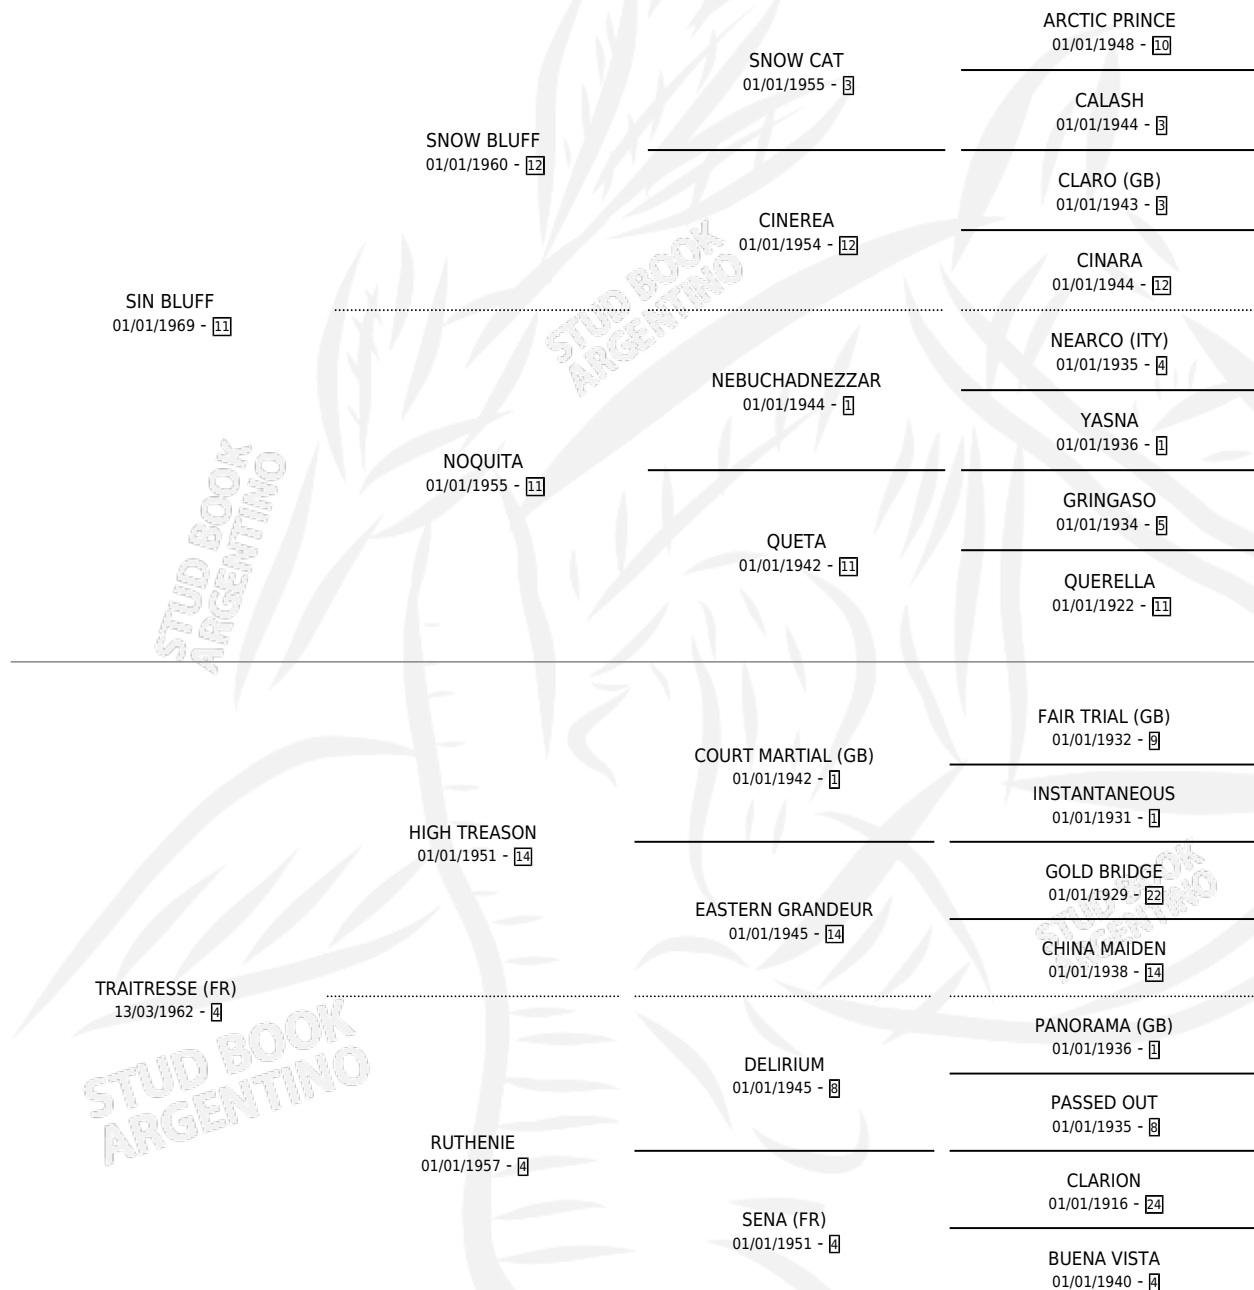 ARCTIC PRINCE
01/01/1948 - 10
SNOW CAT
01/01/1955 - 3
CALASH
01/01/1944 - 3
SNOW BLUFF
01/01/1960 - 12
CLARO (GB)
01/01/1943 - 3
CINEREA
01/01/1954 - 12
CINARA
01/01/1944 - 12
SIN BLUFF
01/01/1969 - 11
NEARCO (ITY)
01/01/1935 - 4
NEBUCHADNEZZAR
01/01/1944 - 1
YASNA
01/01/1936 - 1
NOQUITA
01/01/1955 - 11
GRINGASO
01/01/1934 - 5
QUETA
01/01/1942 - 11
QUERELLA
01/01/1922 - 11
STUD BOOK
ARGENTINO
STUD BOOK
ARGENTINO
FAIR TRIAL (GB)
01/01/1932 - 9
COURT MARTIAL (GB)
01/01/1942 - 1
INSTANTANEOUS
01/01/1931 - 1
HIGH TREASON
01/01/1951 - 14
GOLD BRIDGE
01/01/1929 - 22
EASTERN GRANDEUR
01/01/1945 - 14
CHINA MAIDEN
01/01/1938 - 14
STUD BOOK
ARGENTINO
TRAITRESSE (FR)
13/03/1962 - 4
PANORAMA (GB)
01/01/1936 - 1
DELIRIUM
01/01/1945 - 8
PASSED OUT
01/01/1935 - 8
STUD BOOK
ARGENTINO
RUTHENIE
01/01/1957 - 4
CLARION
01/01/1916 - 24
SENA (FR)
01/01/1951 - 4
BUENA VISTA
01/01/1940 - 4